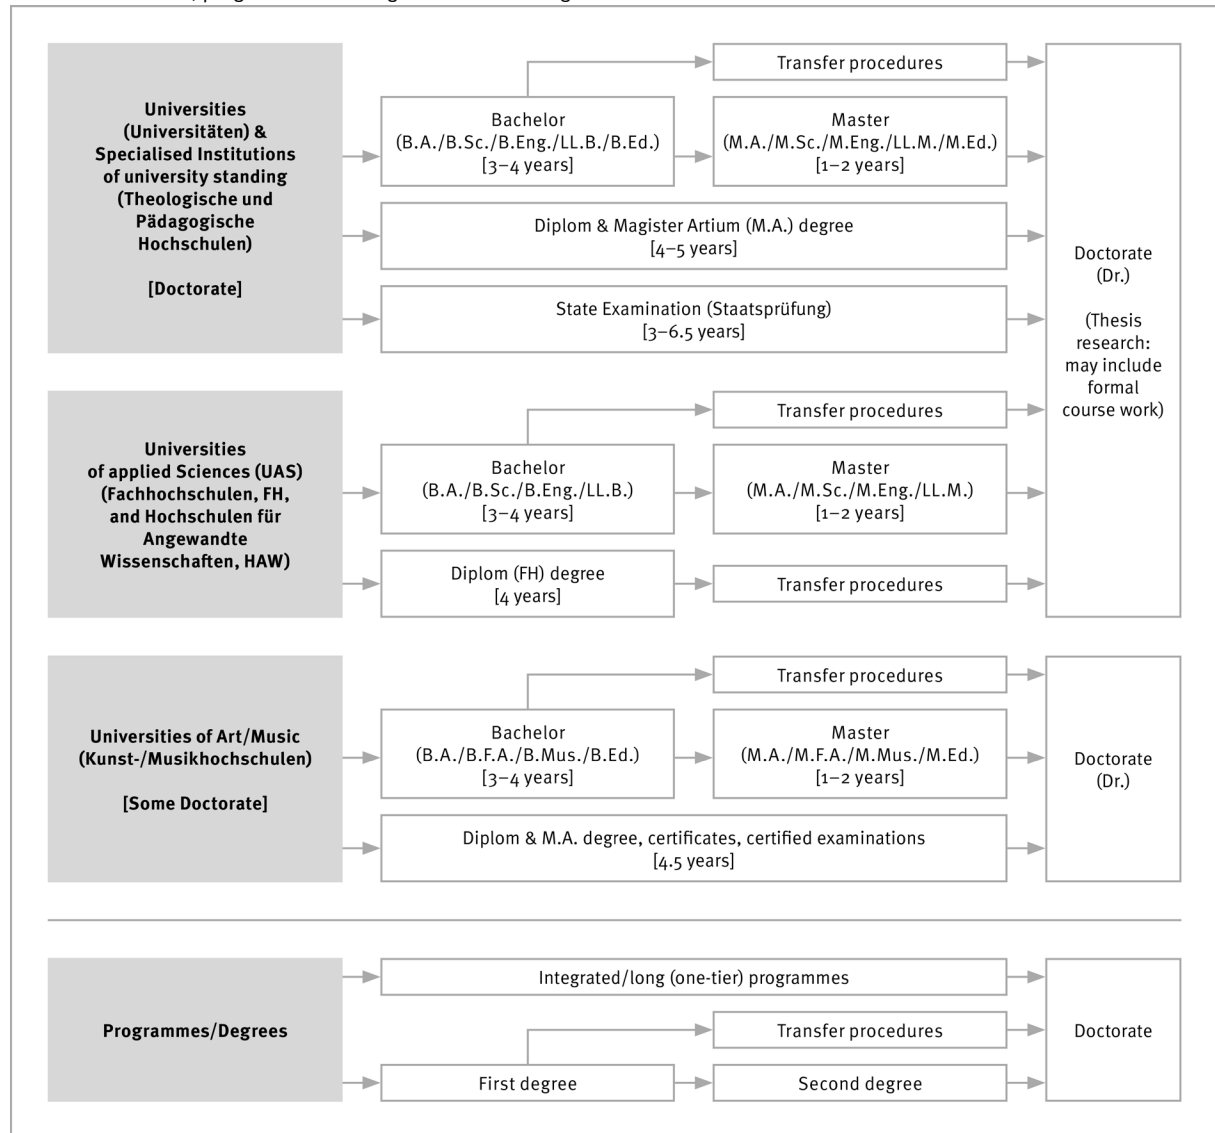 Universities
(Universitäten) &
Specialised Institutions
of university standing
(Theologische und
Pädagogische
Hochschulen)
[Doctorate]
Transfer procedures
Bachelor
(B.A./B.Sc./B.Eng./LL.B./B.Ed.)
[3–4 years]
Master
(M.A./M.Sc./M.Eng./LL.M./M.Ed.)
[1–2 years]
Diplom & Magister Artium (M.A.) degree
[4–5 years]
State Examination (Staatsprüfung)
[3–6.5 years]
Doctorate
(Dr.)
(Thesis
research:
may include
formal
course work)
Universities
of applied Sciences (UAS)
(Fachhochschulen, FH,
and Hochschulen für
Angewandte
Wissenschaften, HAW)
Transfer procedures
Bachelor
(B.A./B.Sc./B.Eng./LL.B.)
[3–4 years]
Master
(M.A./M.Sc./M.Eng./LL.M.)
[1–2 years]
Diplom (FH) degree
[4 years]
Transfer procedures
Universities of Art/Music
(Kunst-/Musikhochschulen)
[Some Doctorate]
Transfer procedures
Bachelor
(B.A./B.F.A./B.Mus./B.Ed.)
[3–4 years]
Master
(M.A./M.F.A./M.Mus./M.Ed.)
[1–2 years]
Diplom & M.A. degree, certificates, certified examinations
[4.5 years]
Doctorate
(Dr.)
Programmes/Degrees
Integrated/long (one-tier) programmes
Transfer procedures
First degree
Second degree
Doctorate